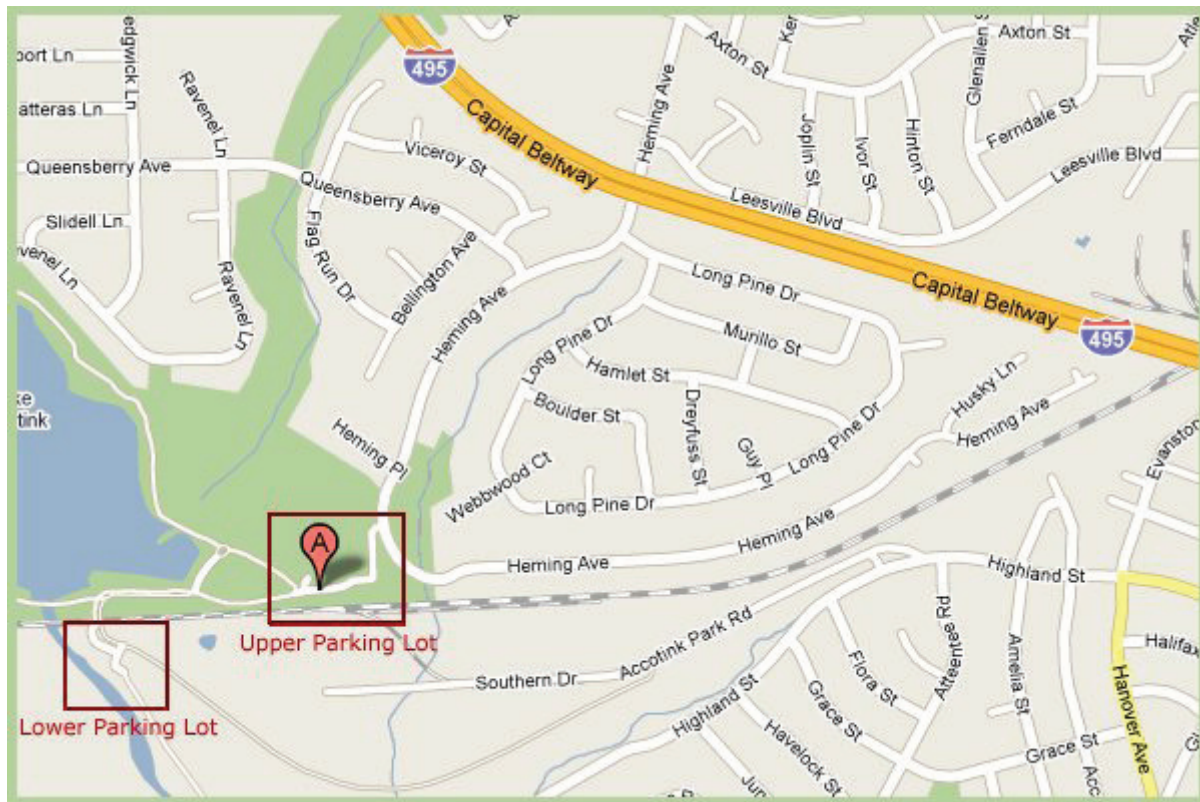 edgwick Ln
port Ln
Ravenel Ln
atteras Ln
495
Capital Beltway
Heming Ave
Axton St
Ker
Glenallen
Axton St
Atle
Joplin St
Ivor St
Hinton St
Ferndale St
Leesville Blvd
Leesville Blvd
Queensberry Ave
Viceroy St
Queensberry Ave
Slidell Ln
venel Ln
Ravenel Ln
Flag Run Dr
Bellington Ave
Heming Ave
Long Pine Dr
Capital Beltway
495
Long Pine Dr
Murillo St
Hamlet St
Boulder St
Dreyfuss St
Guy Pl
Long Pine Dr
Husky Ln
Heming Ave
ke
tink
Heming Pl
Webbwood Ct
Long Pine Dr
Evanston
A
Heming Ave
Heming Ave
Highland St
Upper Parking Lot
Lower Parking Lot
Southern Dr
Accotink Park Rd
Highland St
Flora St
Attentee Rd
Amelia St
Halifax
Hanover Ave
Grace St
Grace St
Havelock St
Jun
Acc